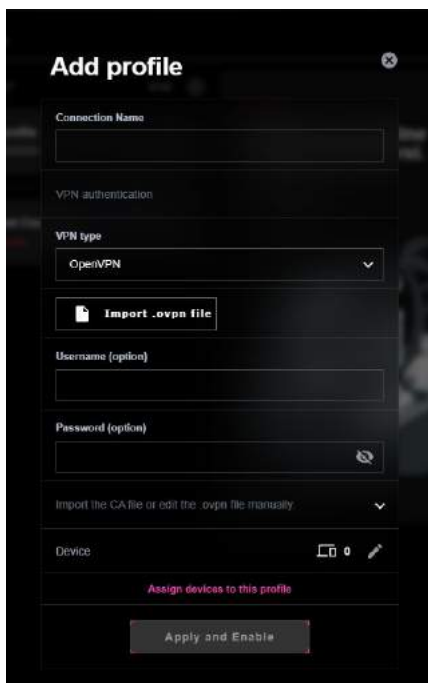 Add profile
Connection Name
VPN authentication
VPN type
OpenVPN
Import .ovpn file
Username (option)
Password (option)
Import the CA file or edit the .ovpn file manually
Device
0
Assign devices to this profile
Apply and Enable